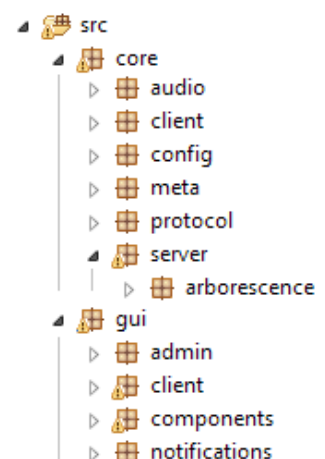 src
core
audio
client
config
meta
protocol
server
arborescence
gui
admin
client
components
notifications